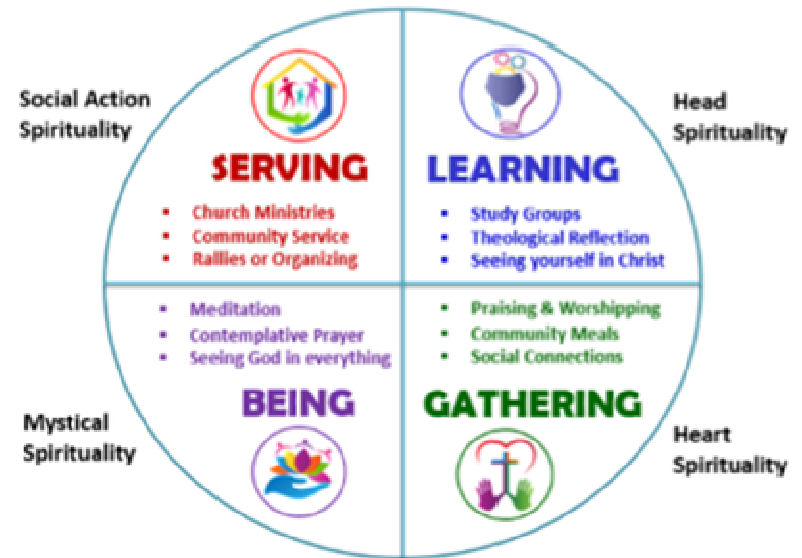 Social Action
Spirituality
SERVING
Church Ministries
Community Service
Rallies or Organizing
LEARNING
Study Groups
Theological Reflection
Seeing yourself in Christ
Head
Spirituality
Mystical
Spirituality
Meditation
Contemplative Prayer
Seeing God in everything
BEING
Praising & Worshipping
Community Meals
Social Connections
GATHERING
Heart
Spirituality